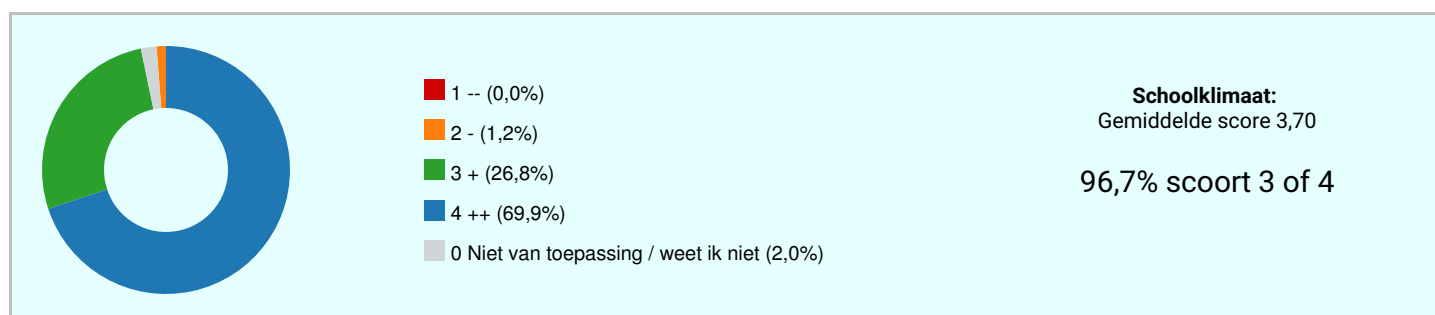 1 -- (0,0%)
2 - (1,2%)
3 + (26,8%)
4 ++ (69,9%)
0 Niet van toepassing / weet ik niet (2,0%)
Schoolklimaat:
Gemiddelde score 3,70
96,7% scoort 3 of 4